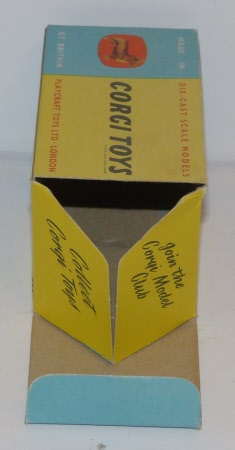 MADE IN
GT. BRITAIN
DIE-CAST SCALE MODELS
CORGI TOYS
PLAYCRAFT TOYS LTD. LONDON
Join the
Corgi Model
Club
Collect
Corgi Toys